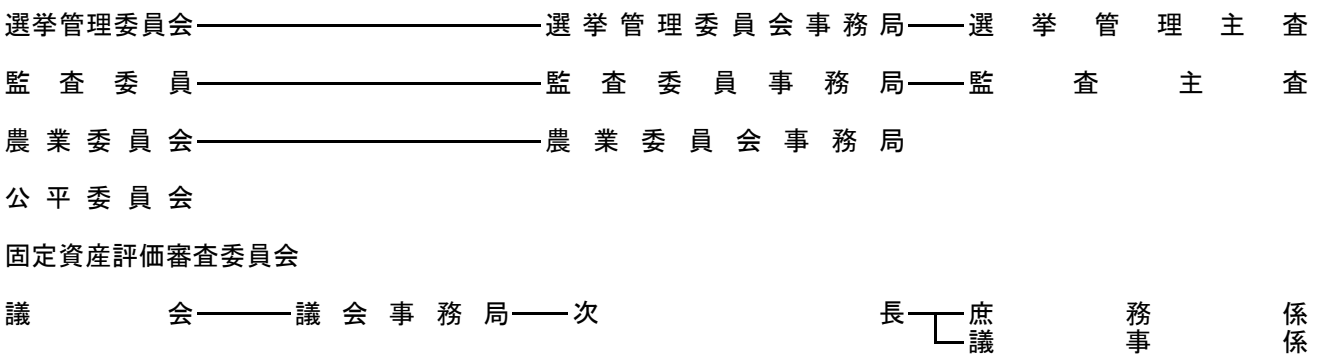 選挙管理委員会 選挙管理委員会事務局 選挙管理主査
監査委員 監査委員事務局 監査主査
農業委員会 農業委員会事務局
公平委員会
固定資産評価審査委員会
議会 議会事務局 次長 庶務係
議事係